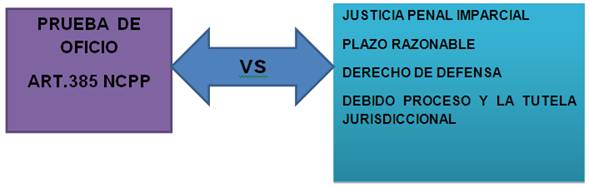 PRUEBA DE
OFICIO
ART.385 NCPP
VS
JUSTICIA PENAL IMPARCIAL
PLAZO RAZONABLE
DERECHO DE DEFENSA
DEBIDO PROCESO Y LA TUTELA
JURISDICCIONAL